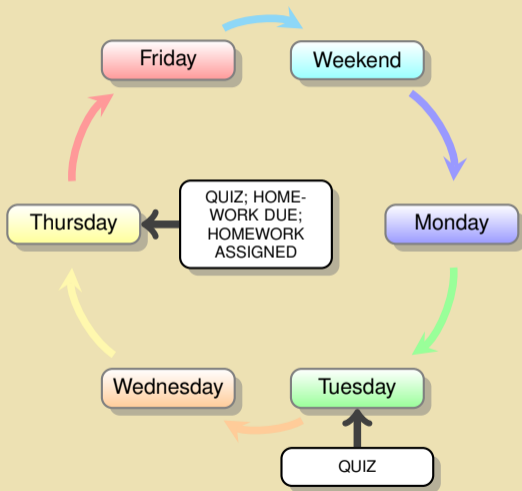 Friday
Weekend
Thursday
QUIZ; HOME-
WORK DUE;
HOMEWORK
ASSIGNED
Monday
Wednesday
Tuesday
QUIZ